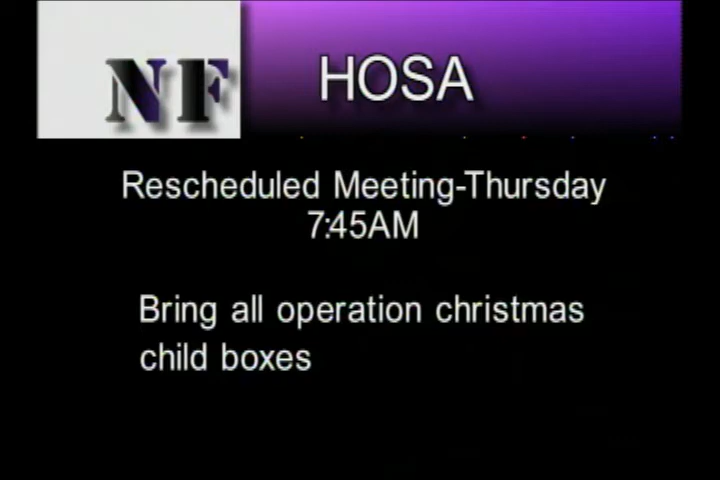 NF
HOSA
Rescheduled Meeting-Thursday
7:45AM
Bring all operation christmas
child boxes